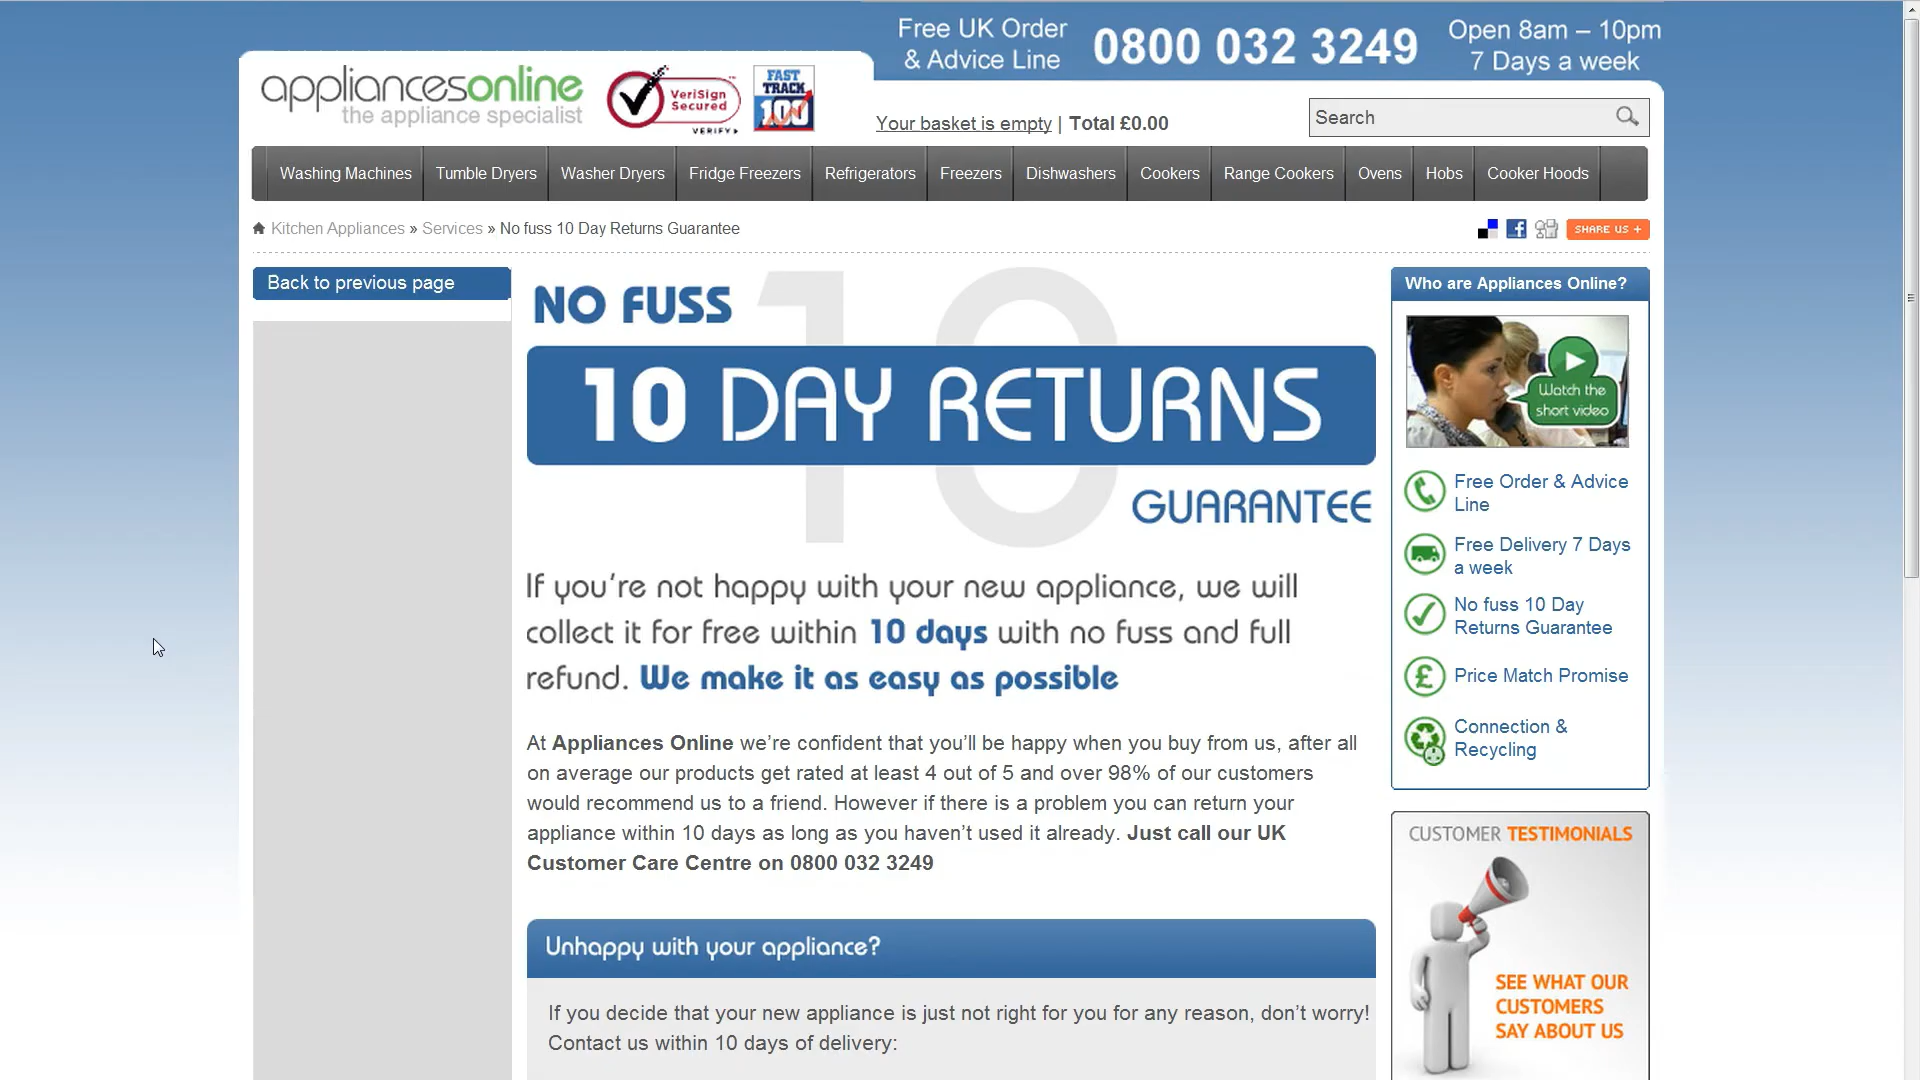 Free UK Order
& Advice Line
0800 032 3249
Open 8am – 10pm
7 Days a week
appliancesonline
the appliance specialist
VeriSign
Secured
VERIFY
FAST
TRACK
100
Your basket is empty | Total £0.00
Search
Washing Machines Tumble Dryers Washer Dryers Fridge Freezers Refrigerators Freezers Dishwashers Cookers Range Cookers Ovens Hobs Cooker Hoods
Kitchen Appliances » Services » No fuss 10 Day Returns Guarantee
SHARE US +
Back to previous page
10
NO FUSS
10 DAY RETURNS
GUARANTEE
If you're not happy with your new appliance, we will
collect it for free within 10 days with no fuss and full
refund. We make it as easy as possible
At Appliances Online we're confident that you'll be happy when you buy from us, after all
on average our products get rated at least 4 out of 5 and over 98% of our customers
would recommend us to a friend. However if there is a problem you can return your
appliance within 10 days as long as you haven't used it already. Just call our UK
Customer Care Centre on 0800 032 3249
Unhappy with your appliance?
If you decide that your new appliance is just not right for you for any reason, don't worry!
Contact us within 10 days of delivery:
Who are Appliances Online?
Watch the
short video
Free Order & Advice
Line
Free Delivery 7 Days
a week
No fuss 10 Day
Returns Guarantee
Price Match Promise
Connection &
Recycling
CUSTOMER TESTIMONIALS
SEE WHAT OUR
CUSTOMERS
SAY ABOUT US